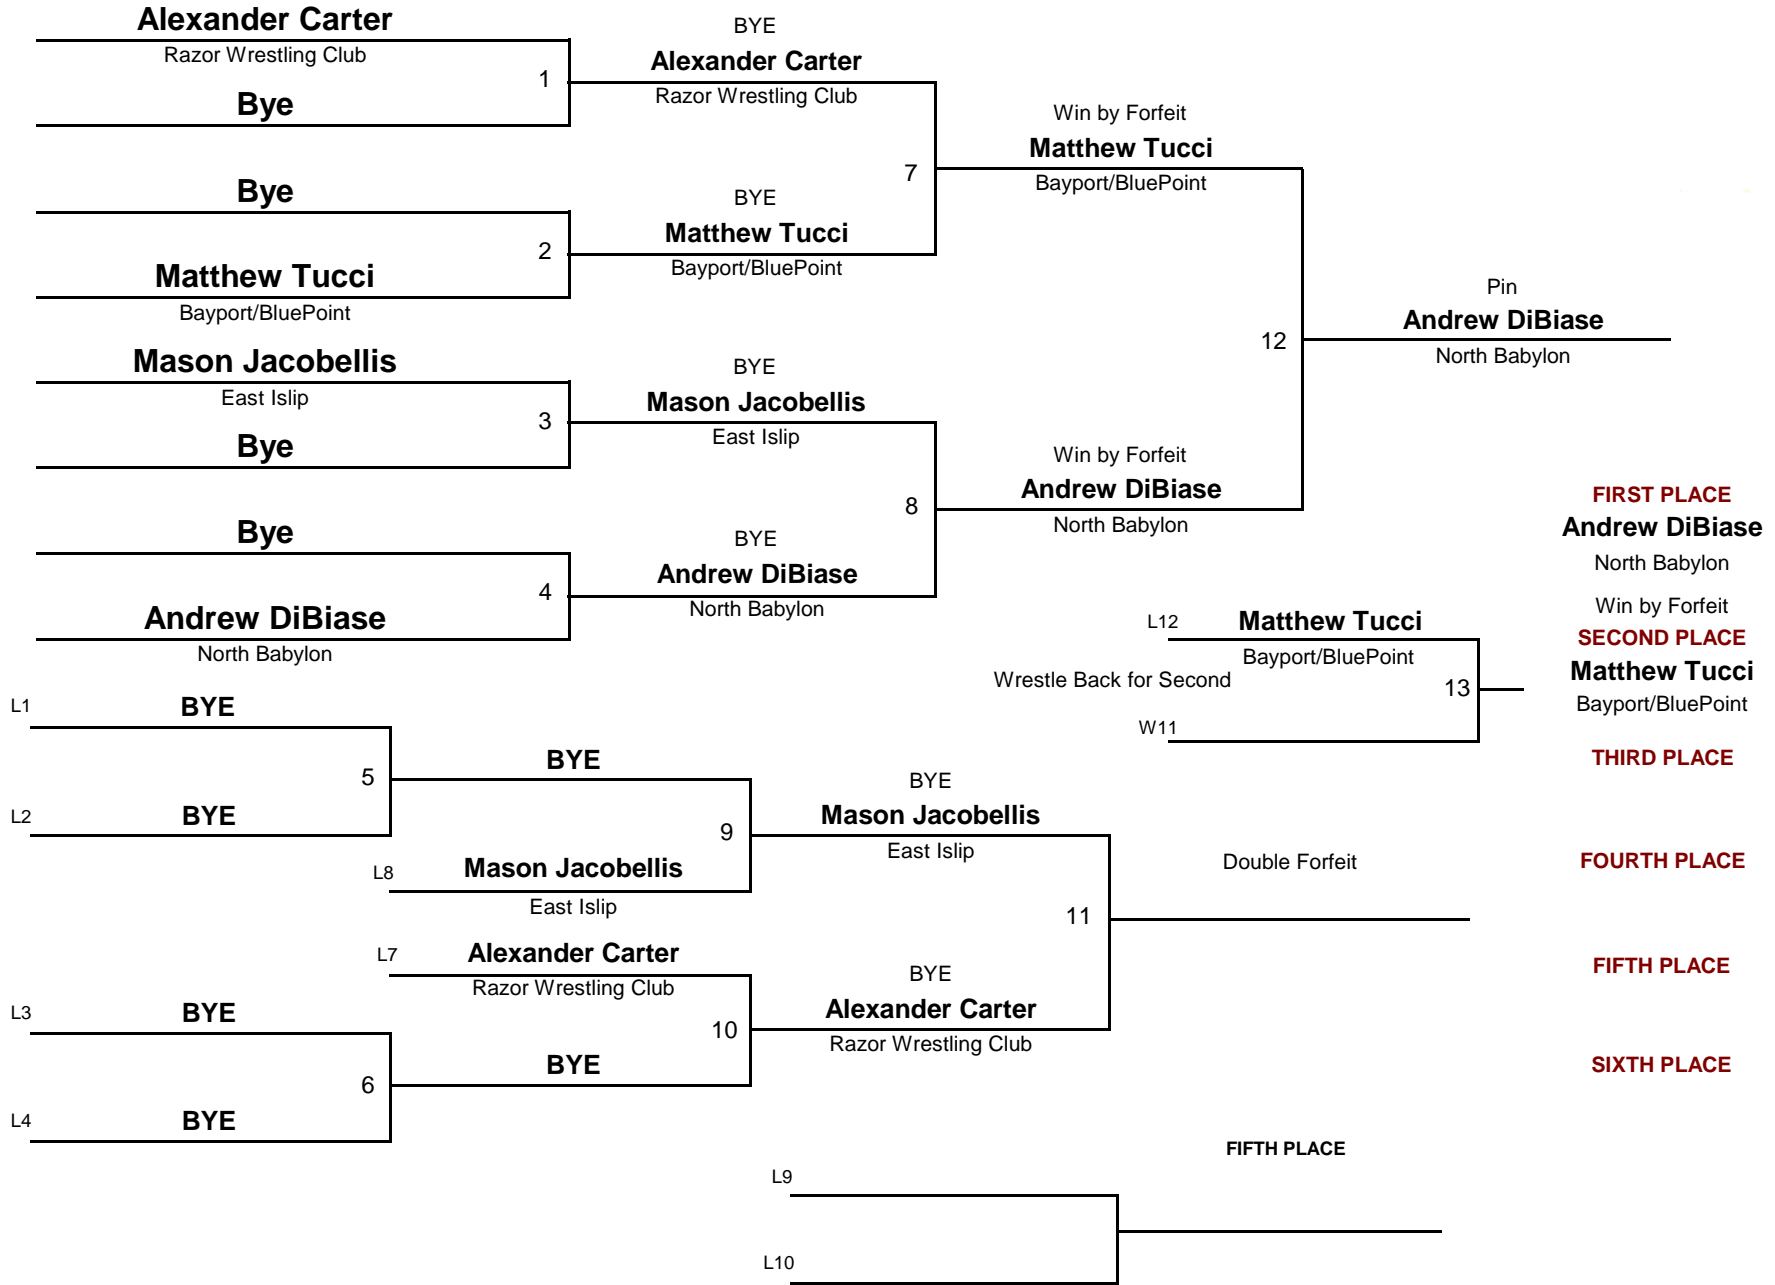 Alexander Carter
Razor Wrestling Club
1
Bye
BYE
Alexander Carter
Razor Wrestling Club
Bye
2
Matthew Tucci
Bayport/BluePoint
BYE
Matthew Tucci
Bayport/BluePoint
7
Win by Forfeit
Matthew Tucci
Bayport/BluePoint
Mason Jacobellis
East Islip
3
Bye
BYE
Mason Jacobellis
East Islip
Bye
4
Andrew DiBiase
North Babylon
BYE
Andrew DiBiase
North Babylon
8
Win by Forfeit
Andrew DiBiase
North Babylon
12
Pin
Andrew DiBiase
North Babylon
FIRST PLACE
Andrew DiBiase
North Babylon
Win by Forfeit
SECOND PLACE
Matthew Tucci
Bayport/BluePoint
THIRD PLACE
FOURTH PLACE
FIFTH PLACE
SIXTH PLACE
L12
Matthew Tucci
Bayport/BluePoint
Wrestle Back for Second
13
W11
L1
BYE
5
L2
BYE
BYE
9
L8
Mason Jacobellis
East Islip
BYE
Mason Jacobellis
East Islip
L7
Alexander Carter
Razor Wrestling Club
10
BYE
L3
BYE
6
L4
BYE
BYE
Alexander Carter
Razor Wrestling Club
11
Double Forfeit
FIFTH PLACE
L9
L10